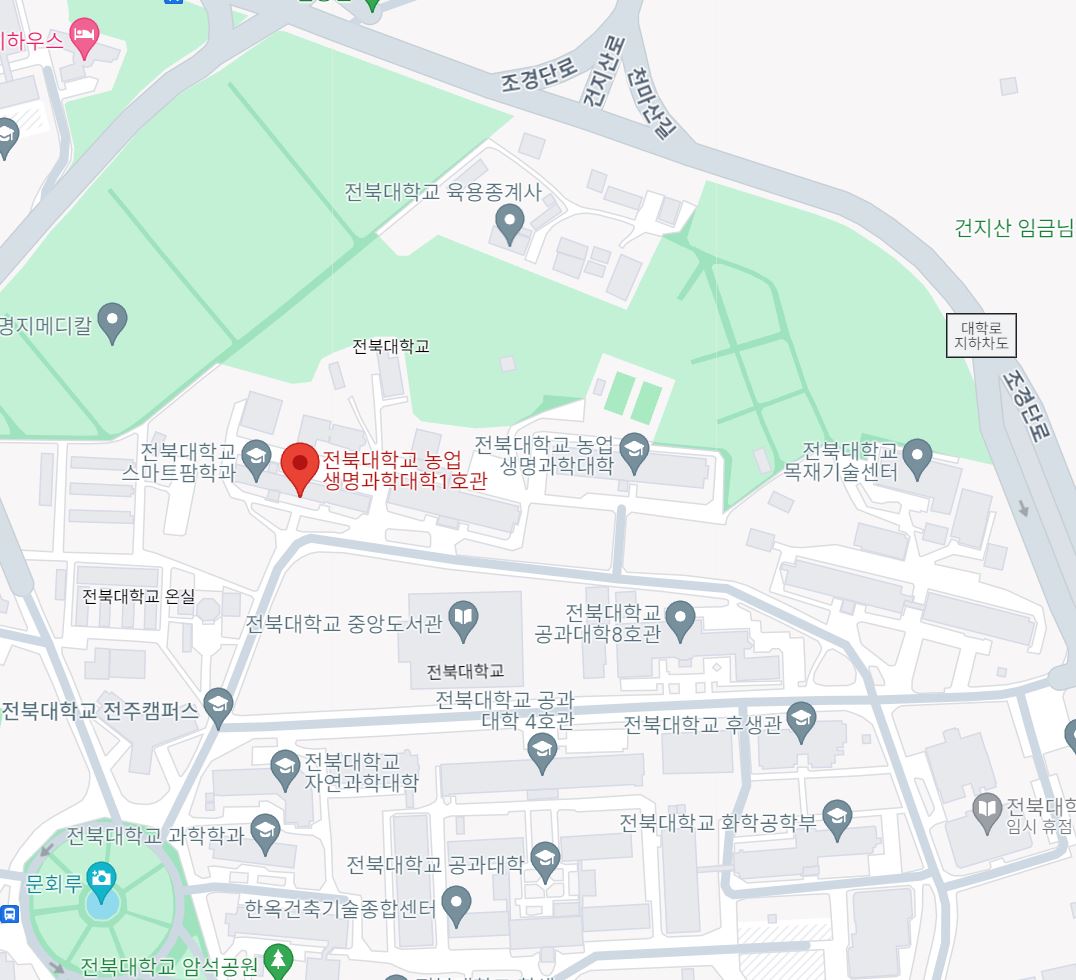 조경단로
건지산로
천마산길
전북대학교 육용종계사
건지산 임금님
명지메디칼
대학로
지하차도
전북대학교
조경단로
전북대학교
스마트팜학과
전북대학교 농업
생명과학대학1호관
전북대학교 농업
생명과학대학
전북대학교
목재기술센터
전북대학교 온실
전북대학교 중앙도서관
전북대학교
공과대학8호관
전북대학교
전북대학교 전주캠퍼스
전북대학교 공과
대학 4호관
전북대학교 후생관
전북대학교
자연과학대학
전북대학교 과학학과
전북대학교 화학공학부
임시 휴점
전북대학교 공과대학
문회루
한옥건축기술종합센터
전북대학교 암석공원